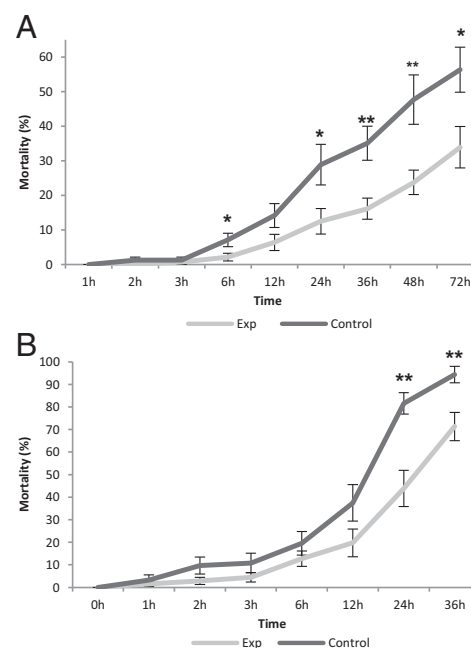 A
Mortality (%)
60
50
40
30
20
10
0
* * ** ** *
1h 2h 3h 6h 12h 24h 36h 48h 72h
Time
Exp Control
B
Mortality (%)
100
90
80
70
60
50
40
30
20
10
0
** **
0h 1h 2h 3h 6h 12h 24h 36h
Time
Exp Control